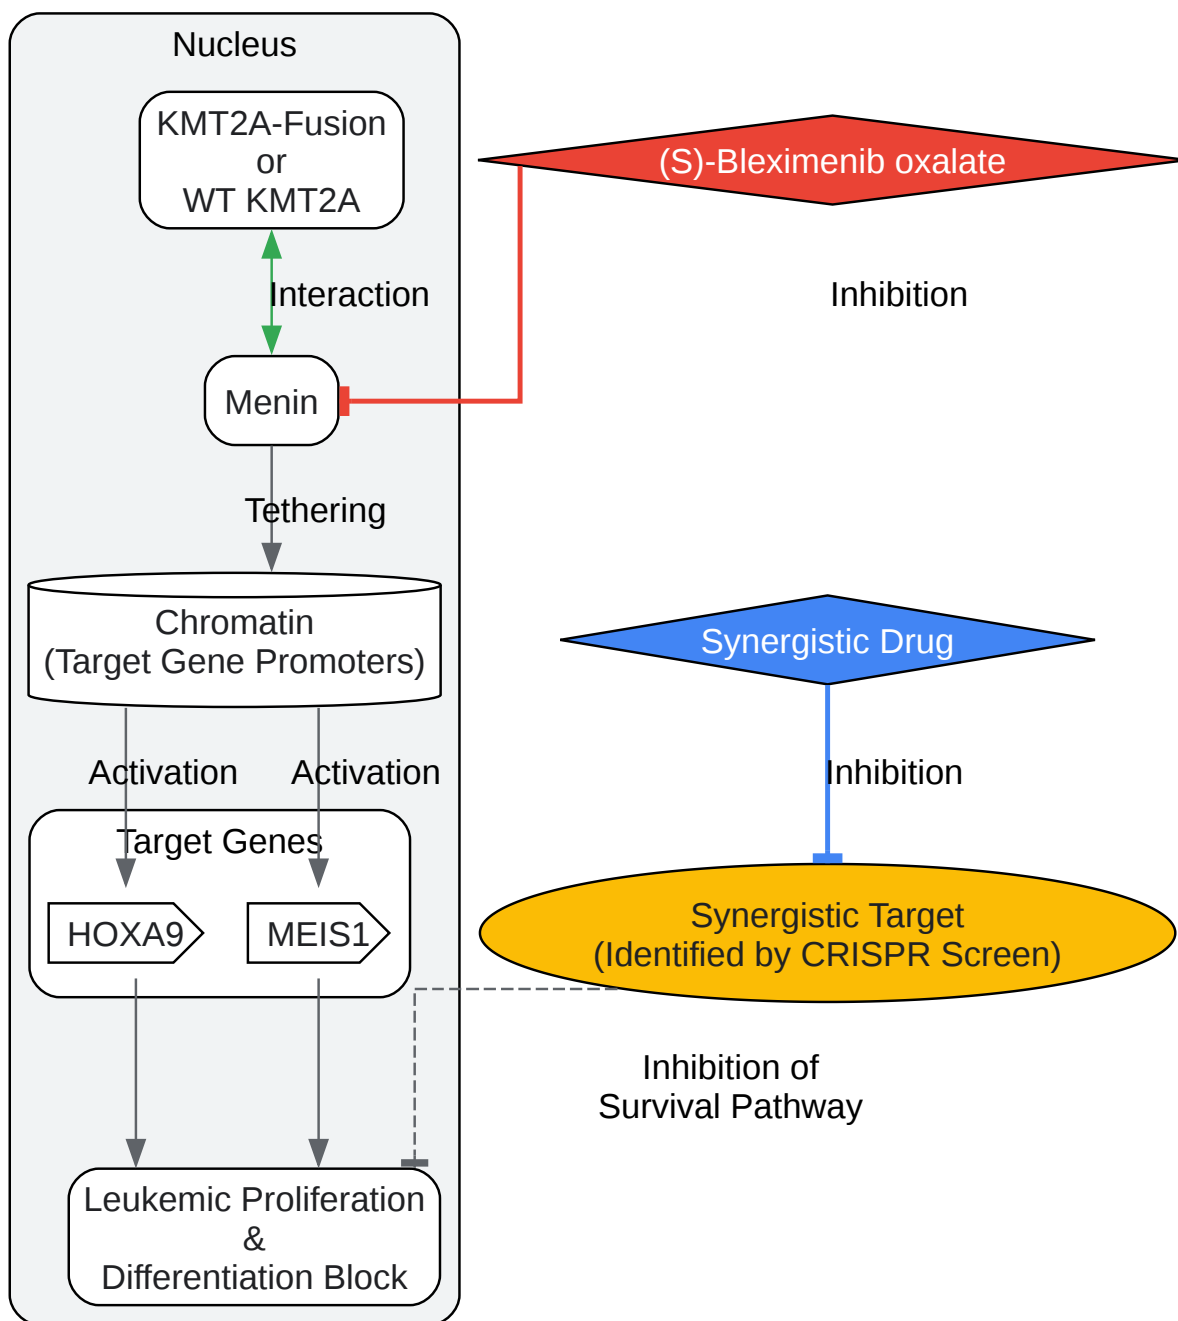 Nucleus
KMT2A-Fusion
or
WT KMT2A
(S)-Bleximenib oxalate
Interaction
Inhibition
Menin
Tethering
Chromatin
(Target Gene Promoters)
Synergistic Drug
Activation
Activation
Inhibition
Target Genes
HOXA9
MEIS1
Synergistic Target
(Identified by CRISPR Screen)
Inhibition of
Survival Pathway
Leukemic Proliferation
&
Differentiation Block